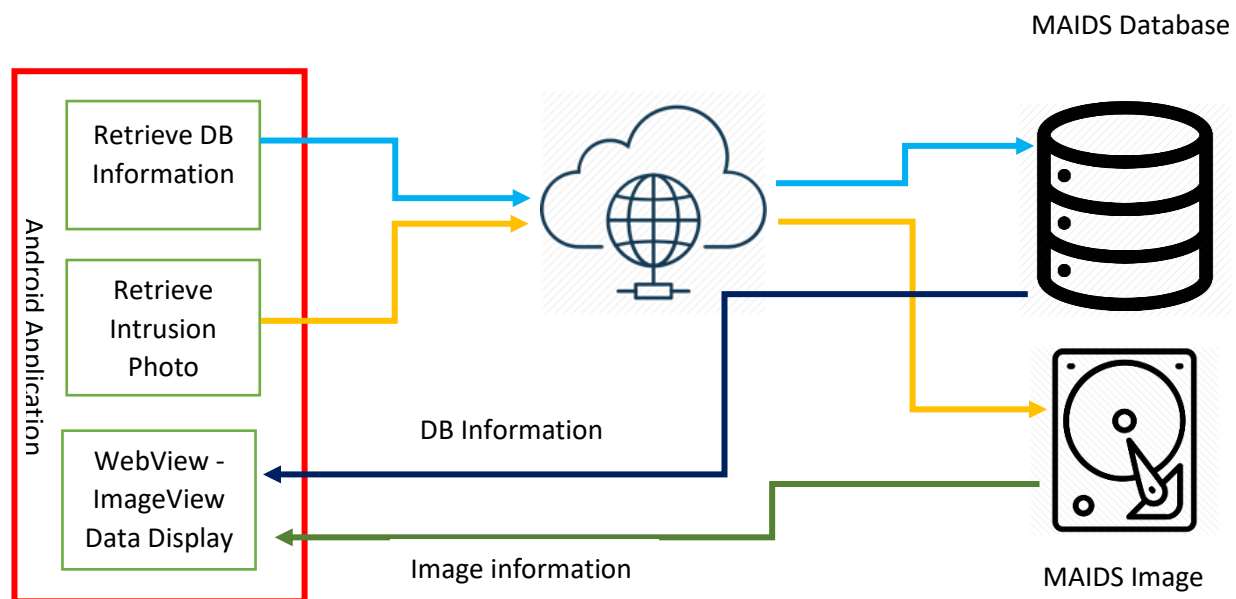 MAIDS Database
Android Application
Retrieve DB
Information
Retrieve
Intrusion
Photo
WebView -
ImageView
Data Display
DB Information
Image information
MAIDS Image